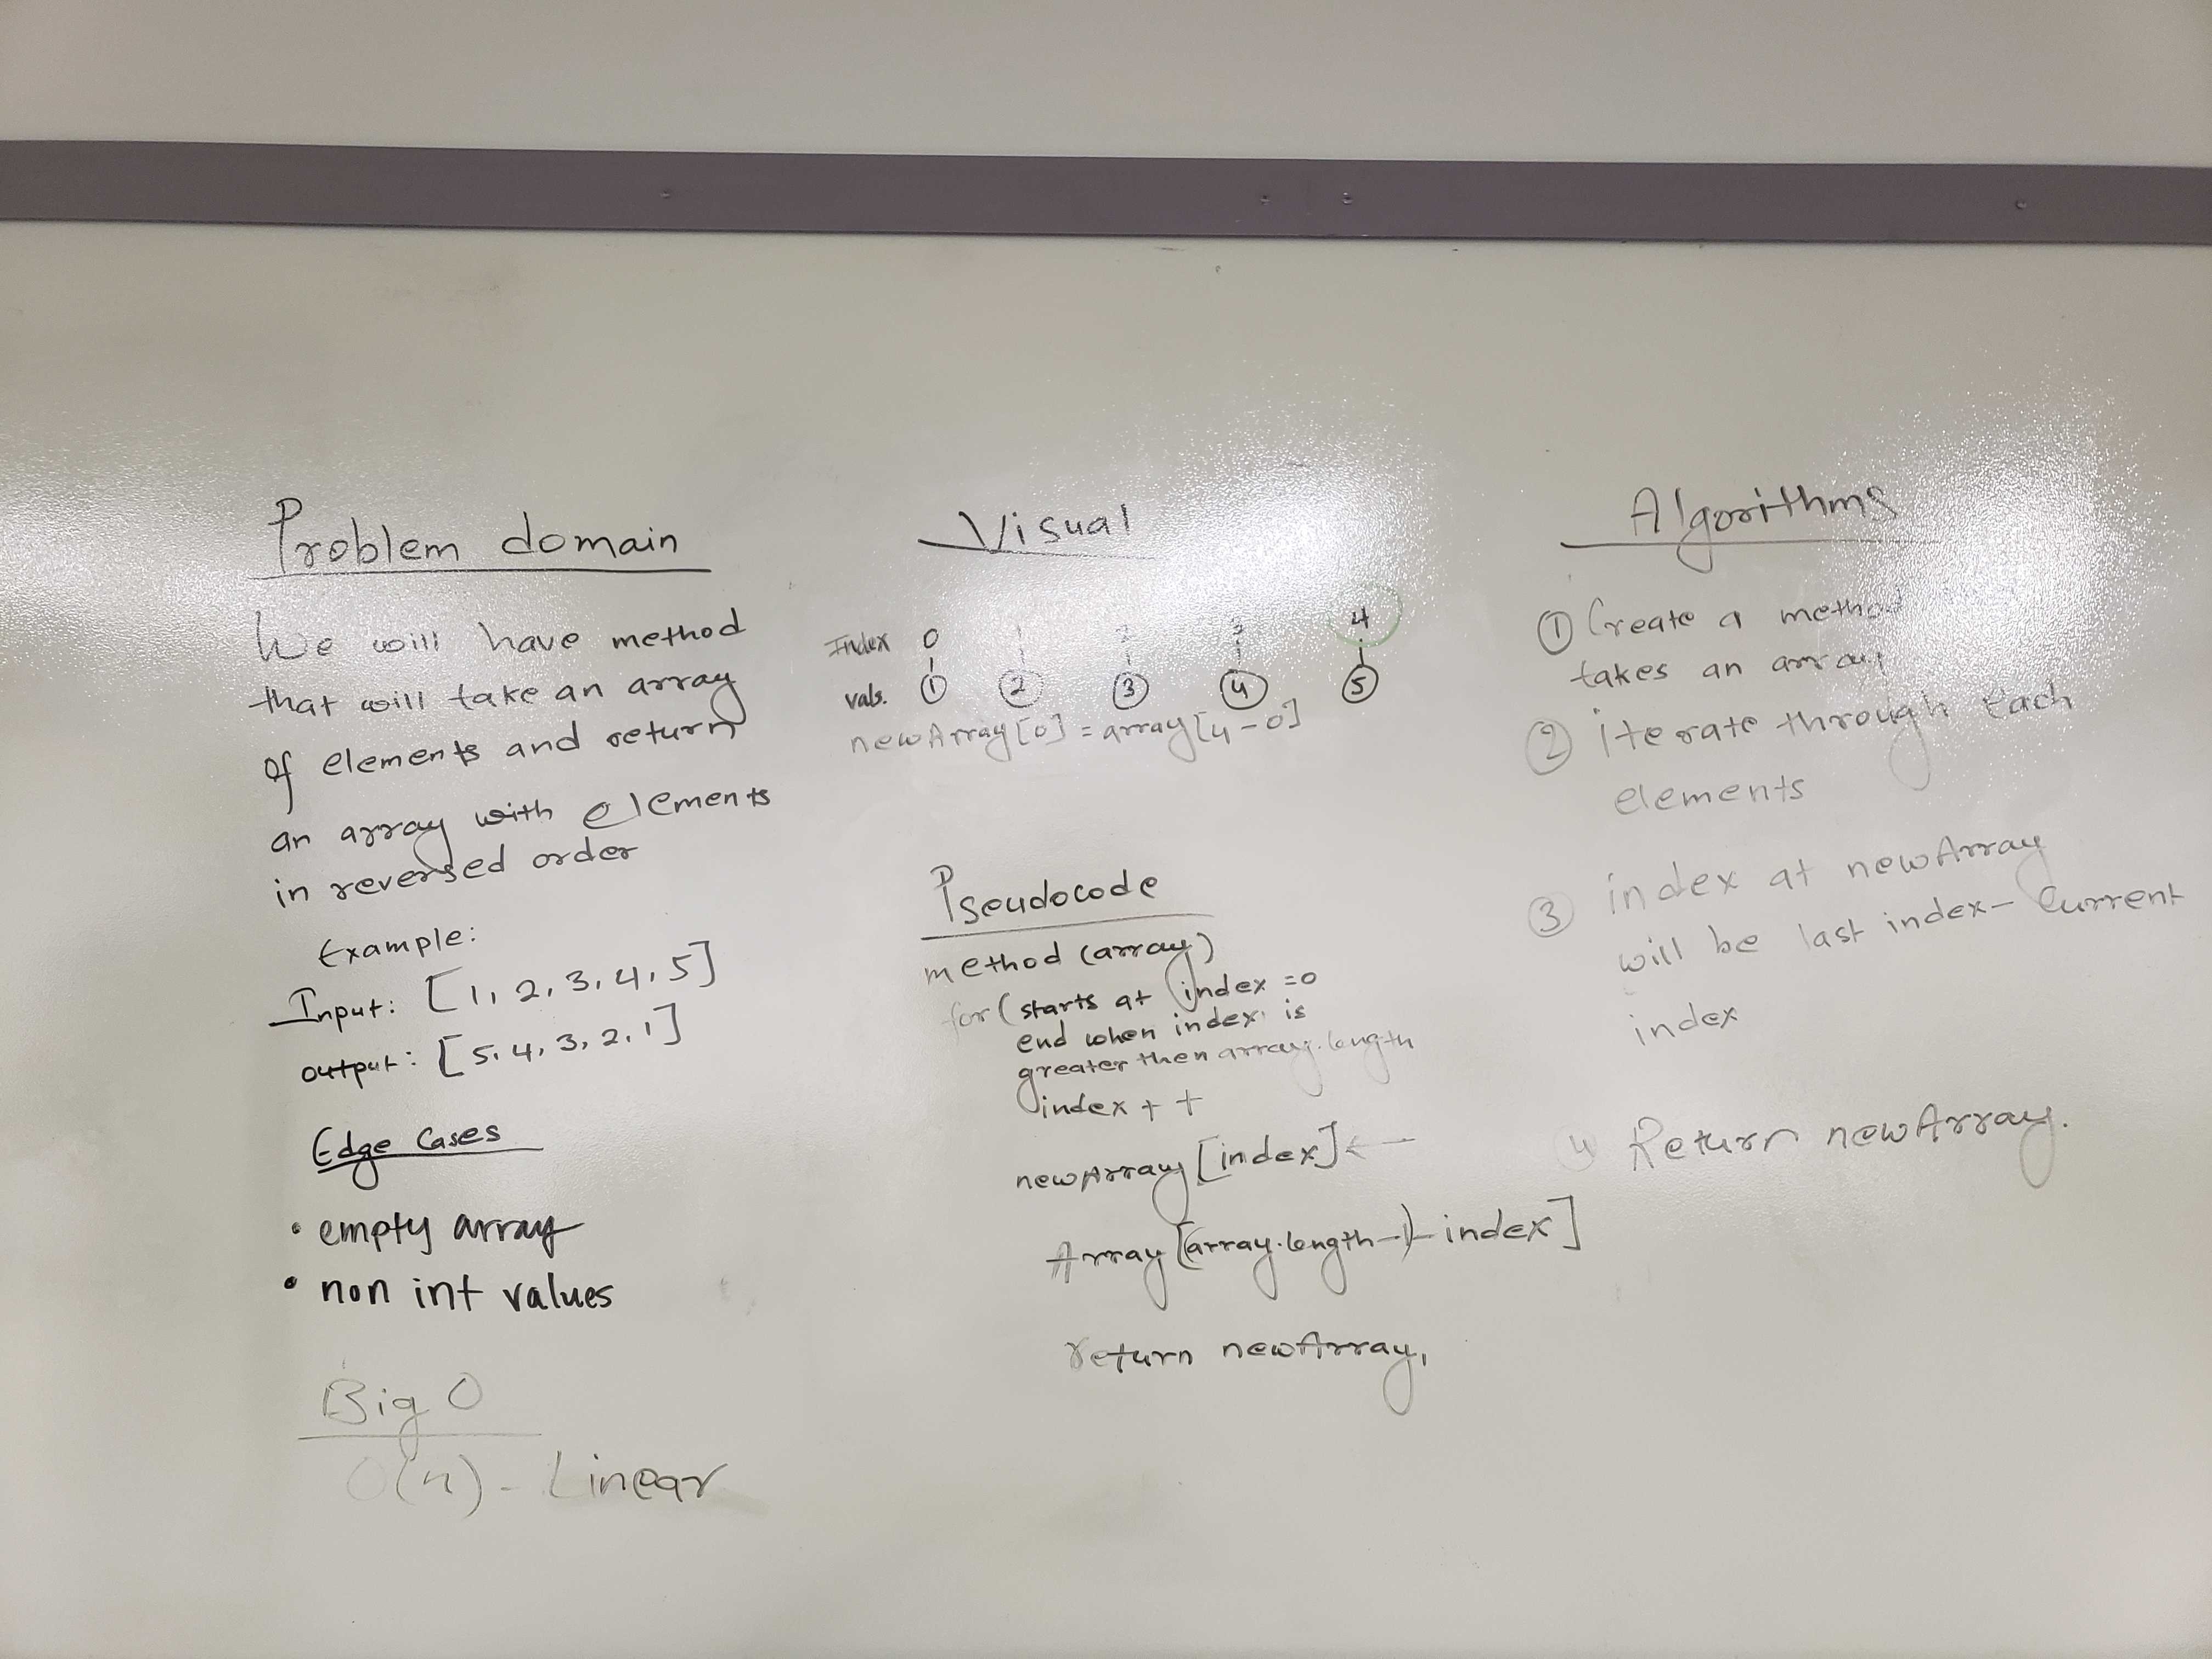 Problem domain
We will have method
that will take an array
of elements and return
an array with elements
in reversed order
Example:
Input: [1, 2, 3, 4, 5]
output: [5, 4, 3, 2, 1]
Edge Cases
• empty array
• non int values
Big O
O(n) - Linear
Visual
Index 0 1 2 3 4
vals. 1 2 3 4 5
newArray[0] = array[4-0]
Pseudocode
method (array)
for (starts at index =0
end when index is
greater then array.length
index ++
newArray [index] ←
Array [(array.length-1)-index]
return newArray,
Algorithms
① Create a method
takes an array
② iterate through each
elements
③ index at newArray
will be last index - Current
index
4 Return newArray.